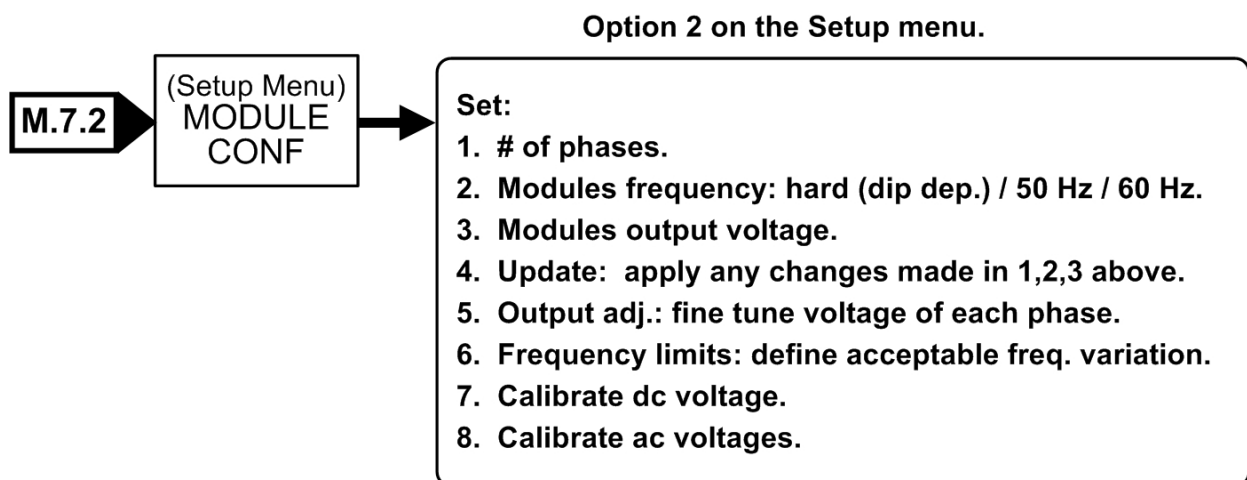 Option 2 on the Setup menu.
M.7.2
(Setup Menu)
MODULE
CONF
Set:
1. # of phases.
2. Modules frequency: hard (dip dep.) / 50 Hz / 60 Hz.
3. Modules output voltage.
4. Update: apply any changes made in 1,2,3 above.
5. Output adj.: fine tune voltage of each phase.
6. Frequency limits: define acceptable freq. variation.
7. Calibrate dc voltage.
8. Calibrate ac voltages.